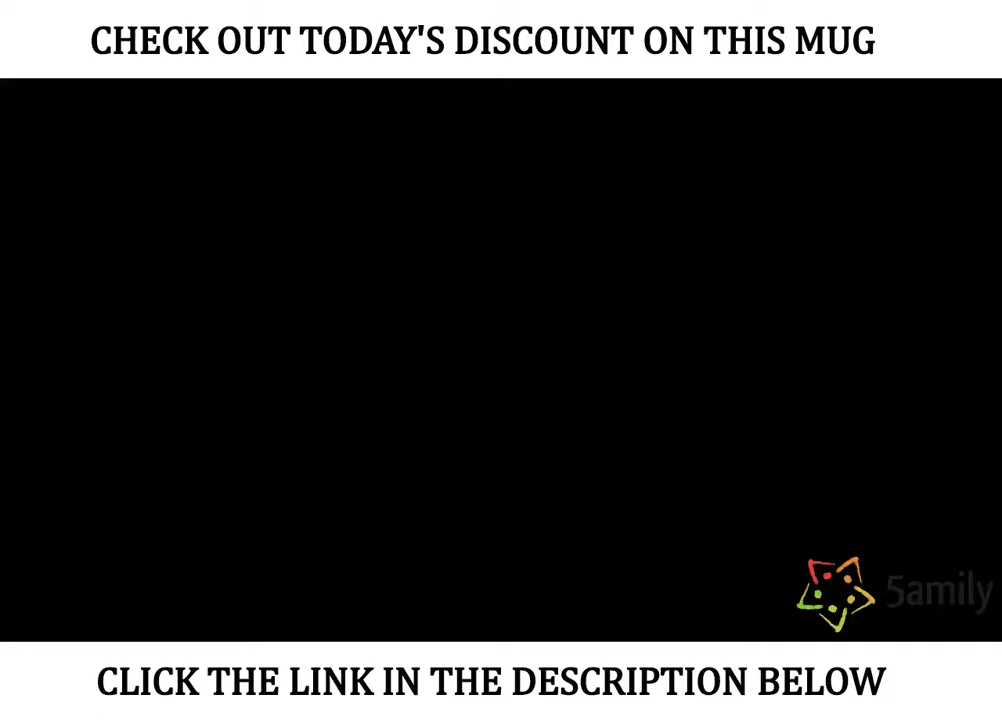 CHECK OUT TODAY'S DISCOUNT ON THIS MUG
5amily
CLICK THE LINK IN THE DESCRIPTION BELOW